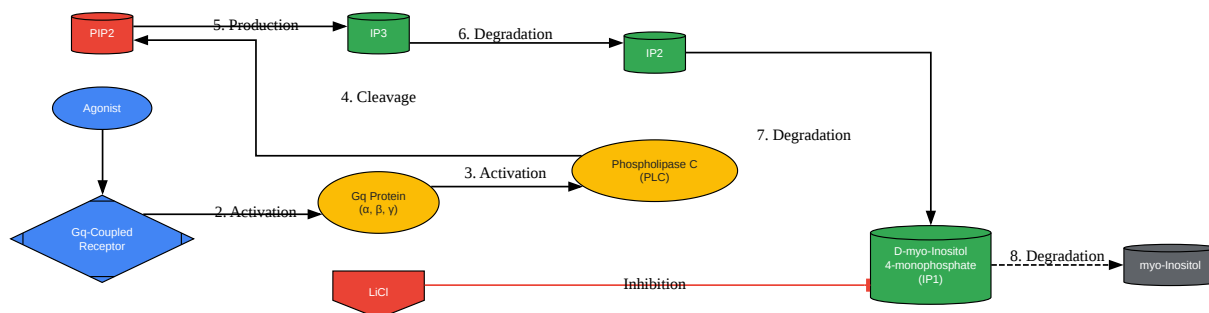 5. Production
PIP2
IP3
6. Degradation
IP2
4. Cleavage
Agonist
7. Degradation
Phospholipase C
(PLC)
3. Activation
Gq Protein
(α, β, γ)
2. Activation
Gq-Coupled
Receptor
D-myo-Inositol
4-monophosphate
(IP1)
8. Degradation
myo-Inositol
LiCl
Inhibition